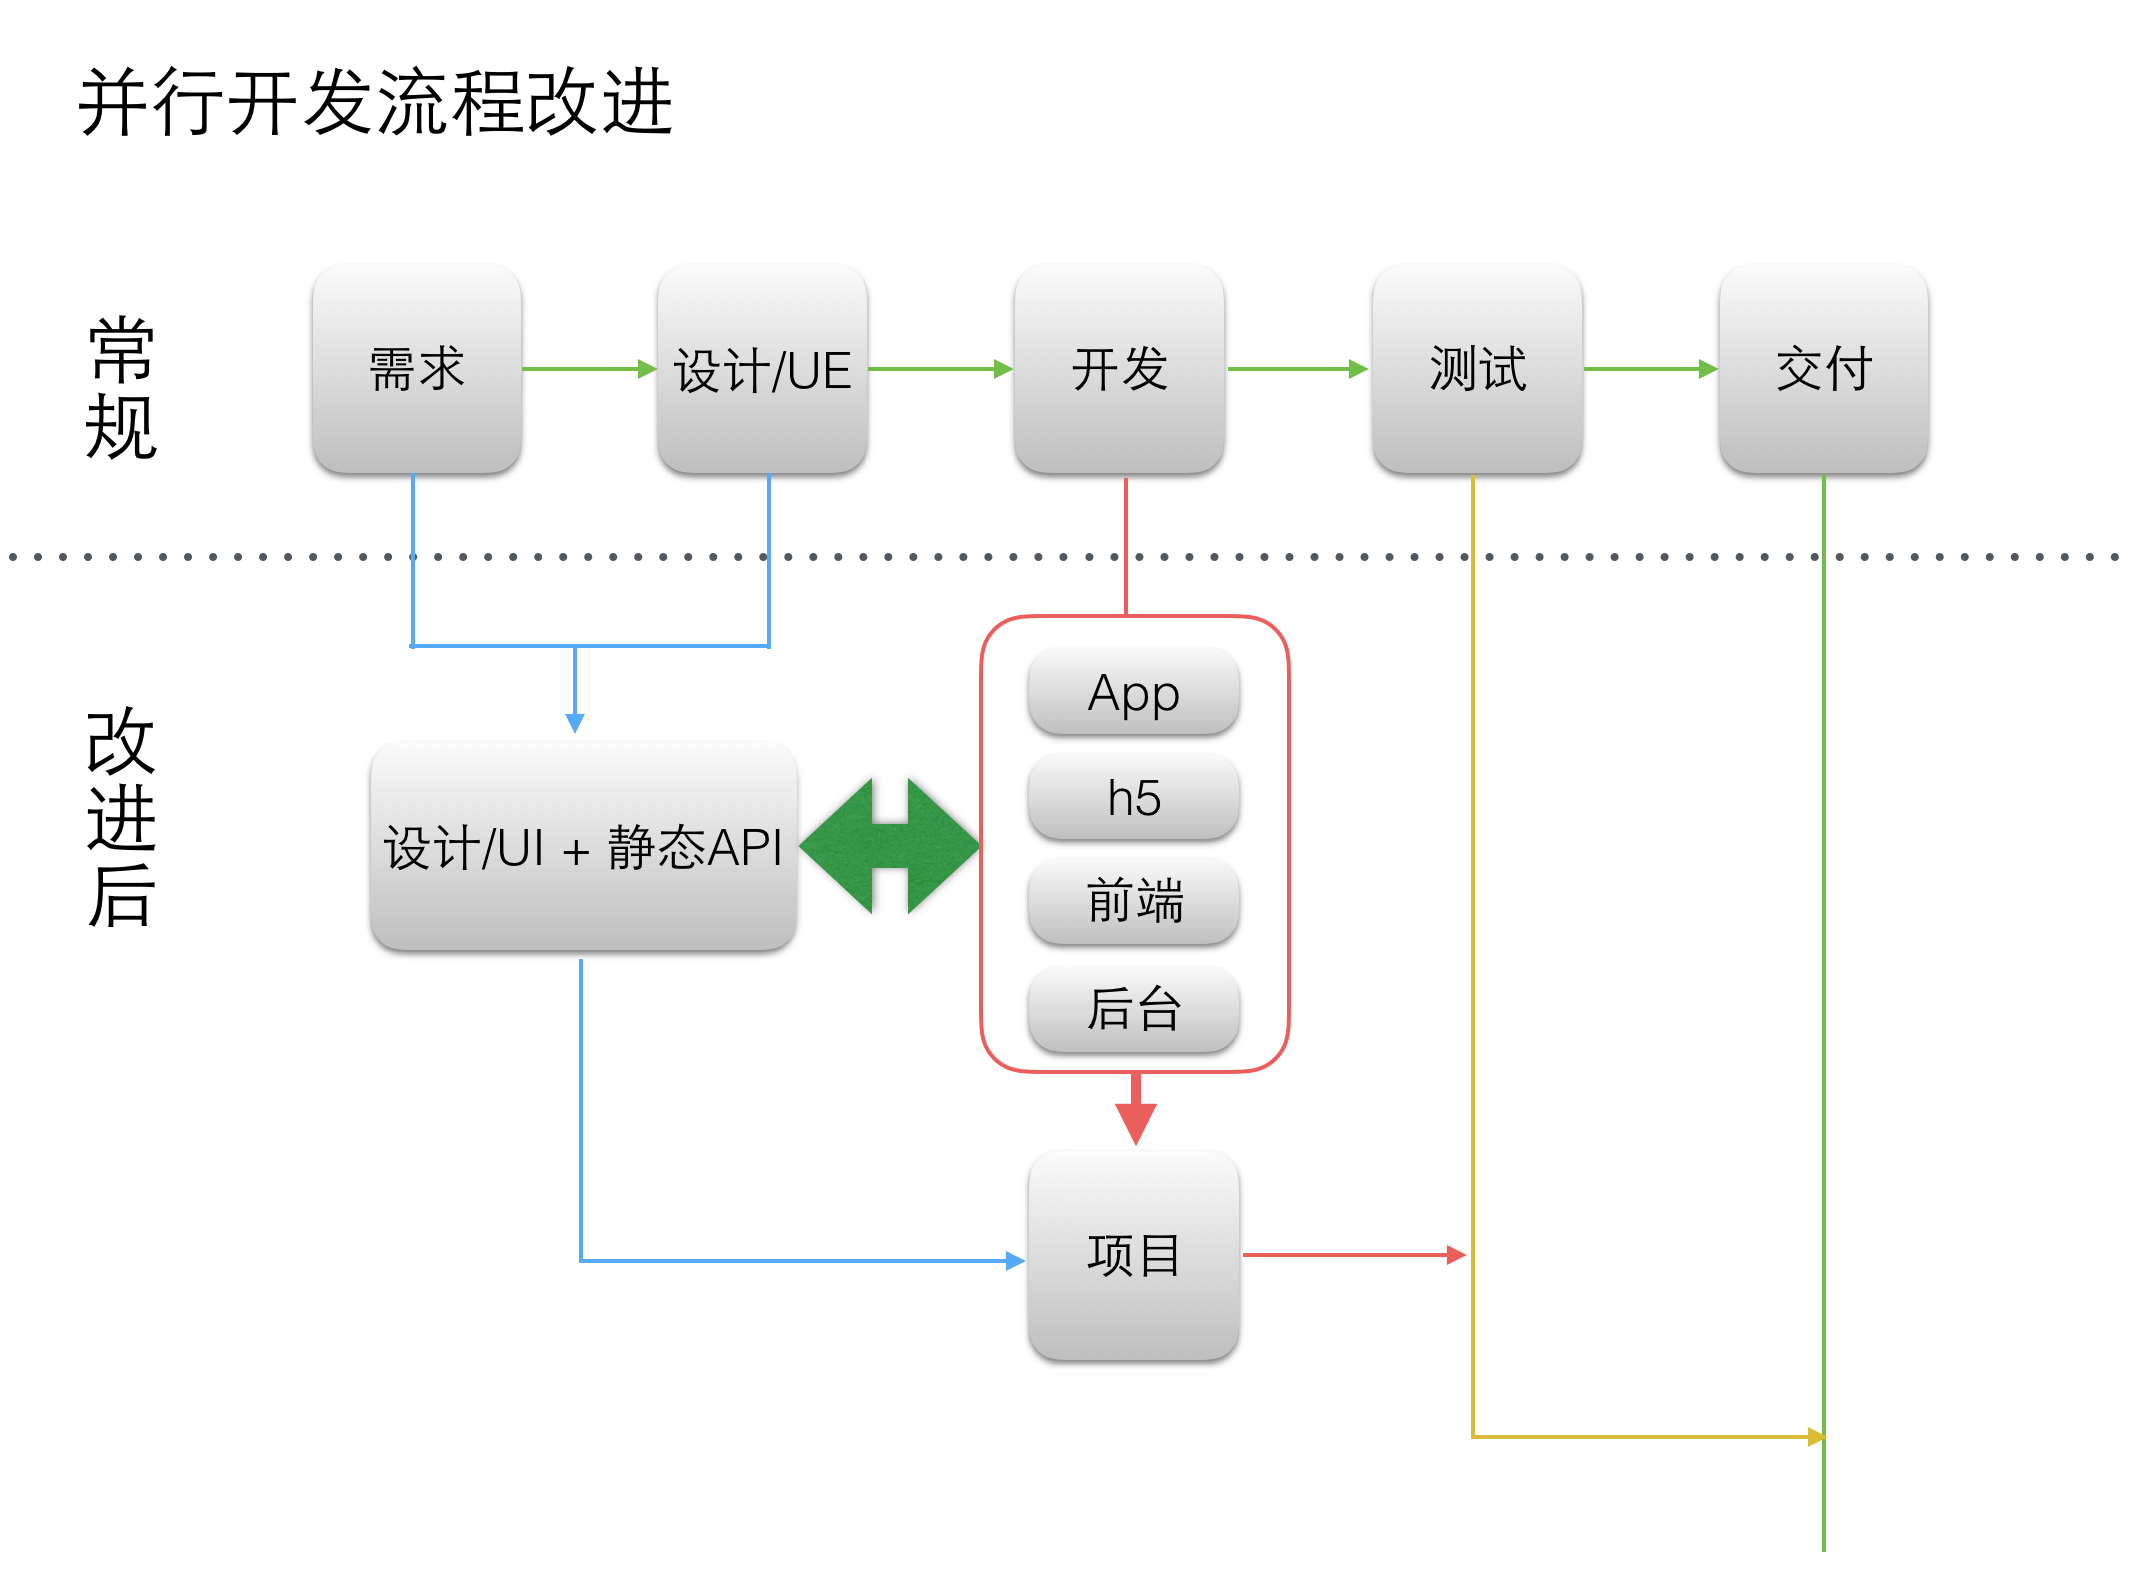 并行开发流程改进
常规
需求
设计/UE
开发
测试
交付
改进后
设计/UI + 静态API
App
h5
前端
后台
项目